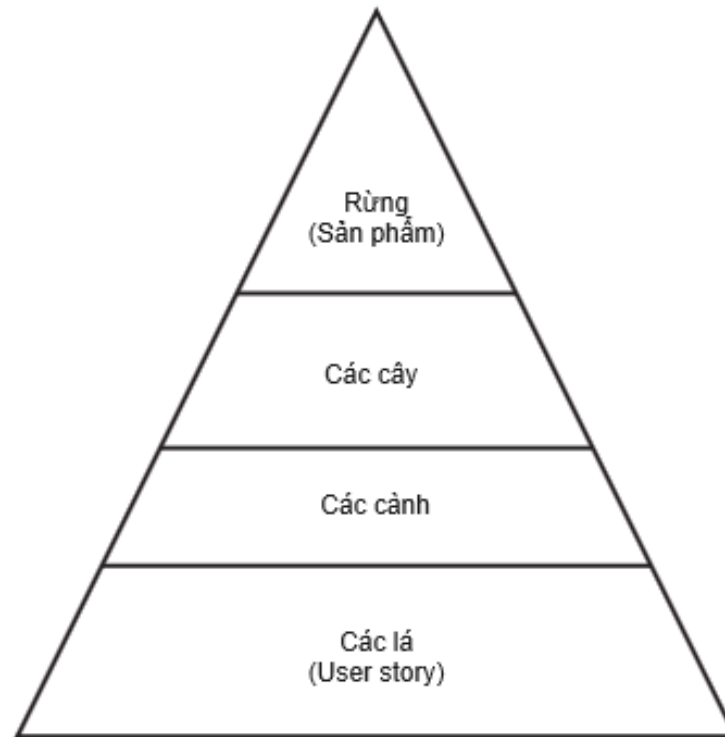 Rừng
(Sản phẩm)
Các cây
Các cành
Các lá
(User story)